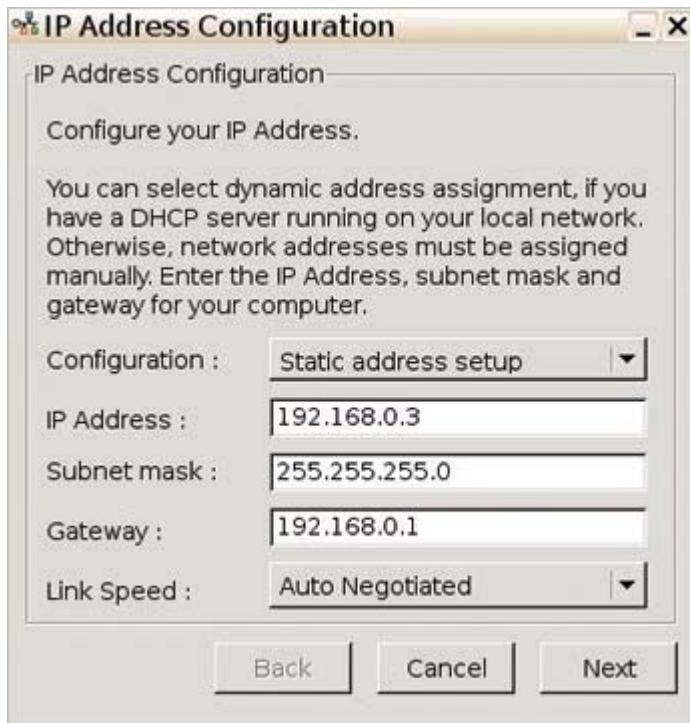 IP Address Configuration
IP Address Configuration
Configure your IP Address.
You can select dynamic address assignment, if you
have a DHCP server running on your local network.
Otherwise, network addresses must be assigned
manually. Enter the IP Address, subnet mask and
gateway for your computer.
Configuration : Static address setup
IP Address : 192.168.0.3
Subnet mask : 255.255.255.0
Gateway : 192.168.0.1
Link Speed : Auto Negotiated
Back Cancel Next